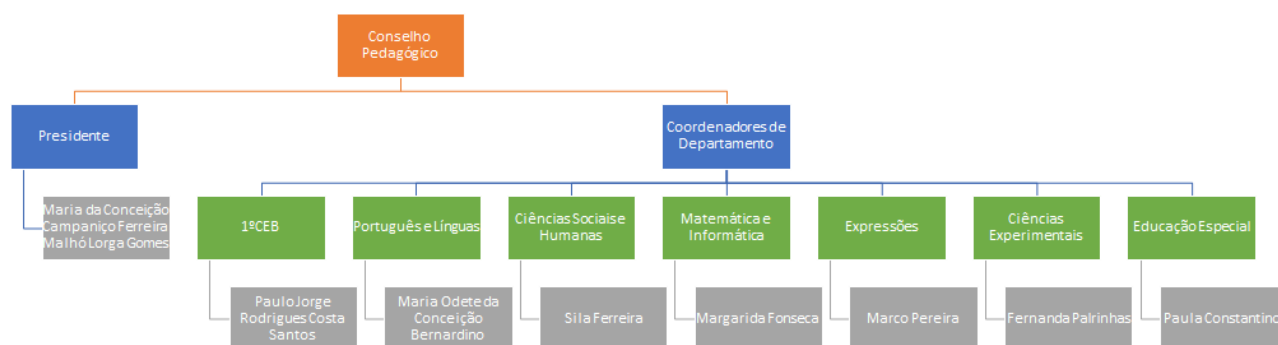 Conselho
Pedagógico
Presidente
Coordenadores de
Departamento
Maria da Conceição
Campaniço Ferreira
Malhó Lorga Gomes
1ºCEB
Português e Línguas
Ciências Sociais e
Humanas
Matemática e
Informática
Expressões
Ciências
Experimentais
Educação Especial
Paulo Jorge
Rodrigues Costa
Santos
Maria Odete da
Conceição
Bernardino
Sila Ferreira
Margarida Fonseca
Marco Pereira
Fernanda Palrinhas
Paula Constantino